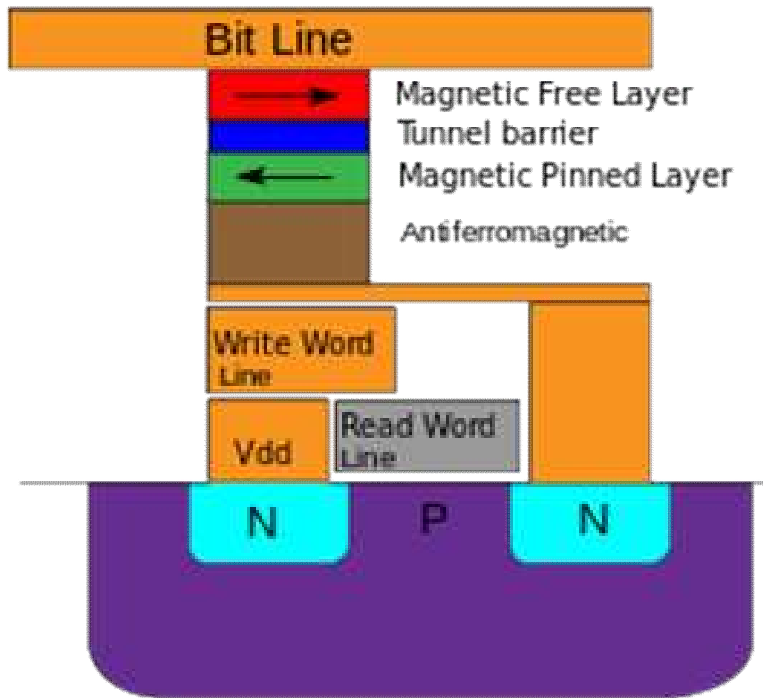 Bit Line
Magnetic Free Layer
Tunnel barrier
Magnetic Pinned Layer
Antiferromagnetic
Write Word
Line
Vdd
Read Word
Line
N
P
N